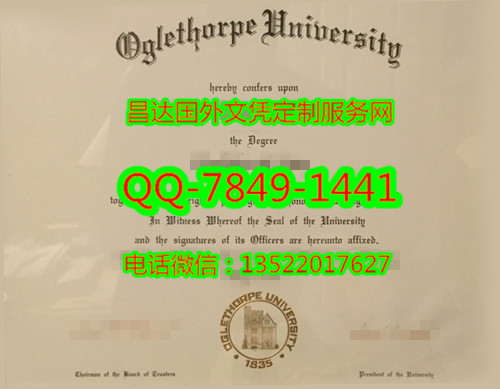 Oglethorpe University
hereby confers upon
昌达国外文凭定制服务网
the Degree
QQ-7849-1441
In Witness Whereof the Seal of the University
and the signatures of its Officers are hereunto affixed.
电话微信：13522017627
OGLETHORPE UNIVERSITY
1835
Chairman of the Board of Trustees
President of the University